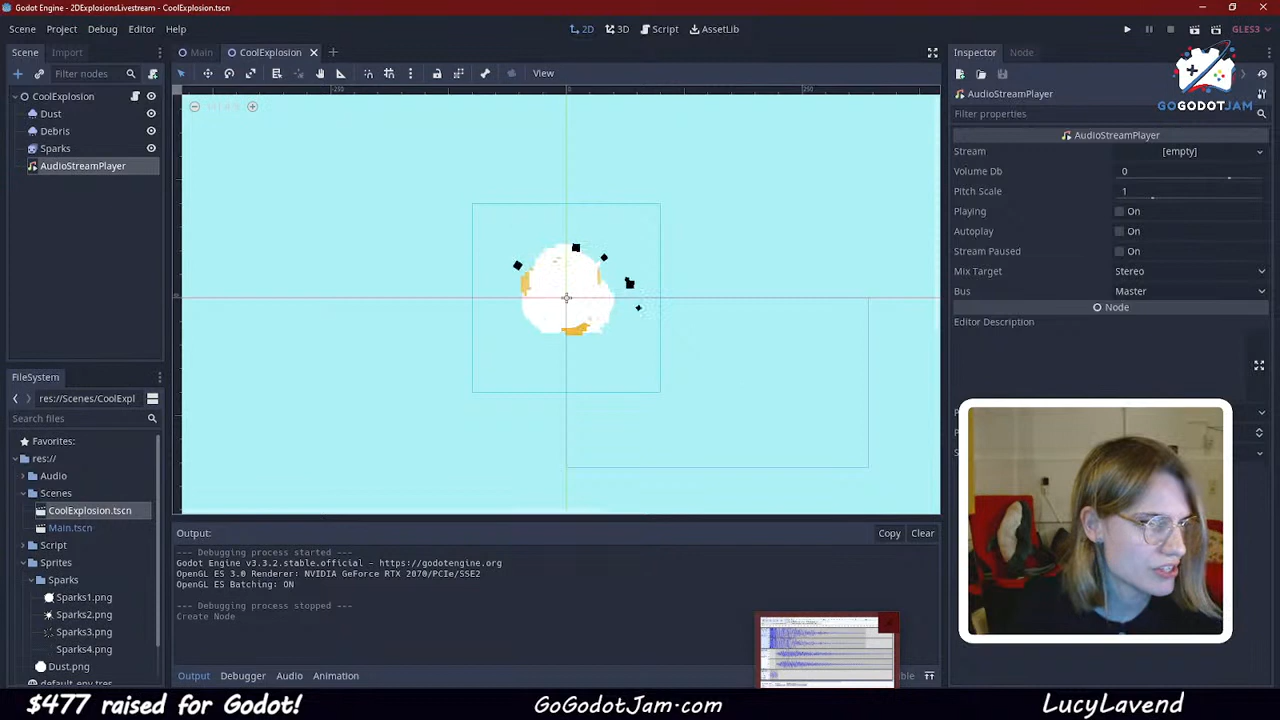 Godot Engine - 2DExplosionsLivestream - CoolExplosion.tscn
Scene Project Debug Editor Help
2D 3D Script AssetLib
GLES3
Scene Import
Main CoolExplosion
Inspector Node
Filter nodes
View
CoolExplosion
Dust
Debris
Sparks
AudioStreamPlayer
-250 0 250
AudioStreamPlayer
GOGODOTJAM
Filter properties
AudioStreamPlayer
Stream [empty]
Volume Db 0
Pitch Scale 1
Playing On
Autoplay On
Stream Paused On
Mix Target Stereo
Bus Master
Node
Editor Description
FileSystem
res://Scenes/CoolExpl
Search files
Favorites:
res://
Audio
Scenes
CoolExplosion.tscn
Main.tscn
Script
Sprites
Sparks
Sparks1.png
Sparks2.png
Sparks3.png
Dust.png
default_env.tres
Output:
Copy Clear
--- Debugging process started ---
Godot Engine v3.3.2.stable.official - https://godotengine.org
OpenGL ES 3.0 Renderer: NVIDIA GeForce RTX 2070/PCIe/SSE2
OpenGL ES Batching: ON
--- Debugging process stopped ---
Create Node
Output Debugger Audio Animation
$477 raised for Godot!
GoGodotJam.com
LucyLavend